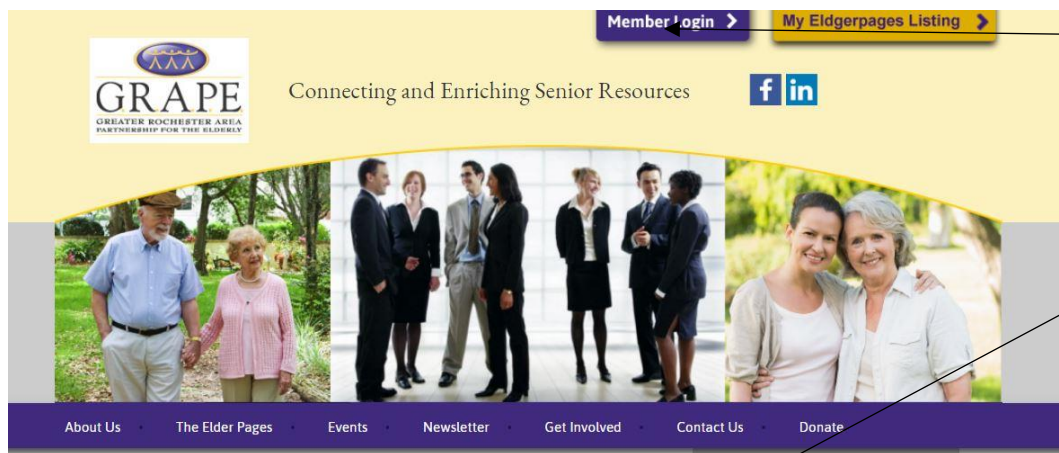 Member Login
My Eldgerpages Listing
GRAPE
GREATER ROCHESTER AREA
PARTNERSHIP FOR THE ELDERLY
Connecting and Enriching Senior Resources
f in
About Us The Elder Pages Events Newsletter Get Involved Contact Us Donate